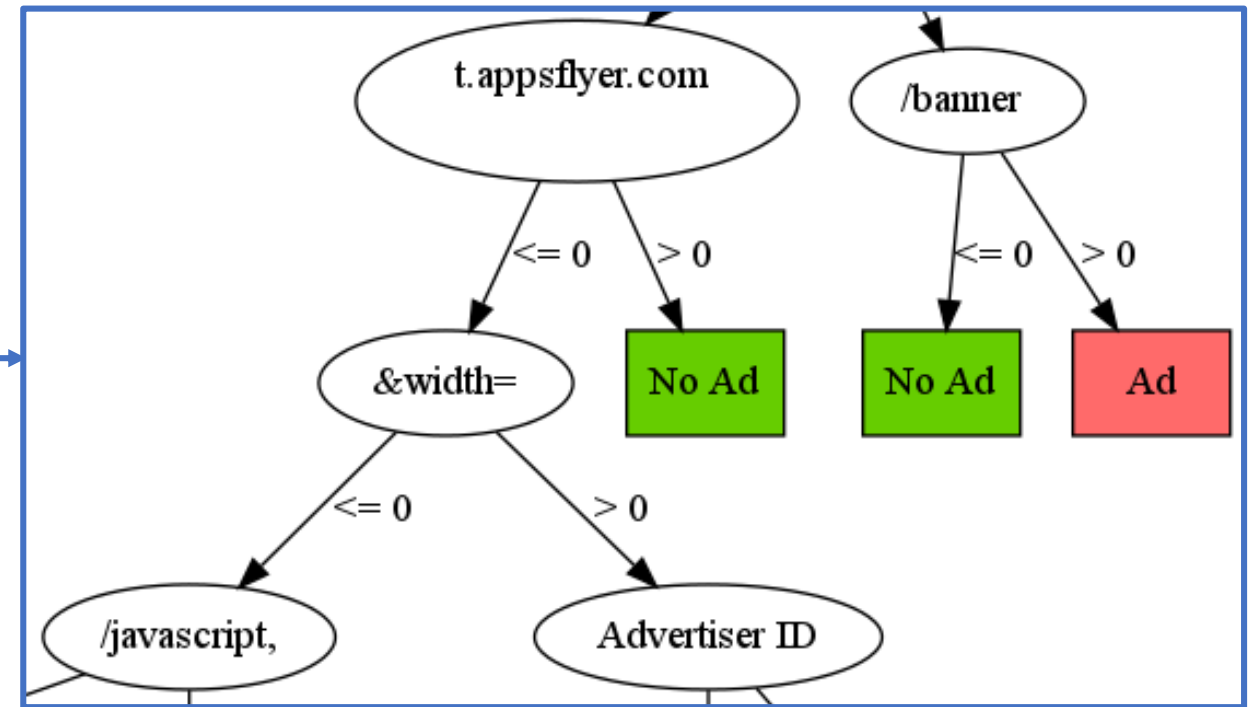 t.appsflyer.com
/banner
<= 0
> 0
<= 0
> 0
&width=
No Ad
No Ad
Ad
<= 0
> 0
/javascript,
Advertiser ID